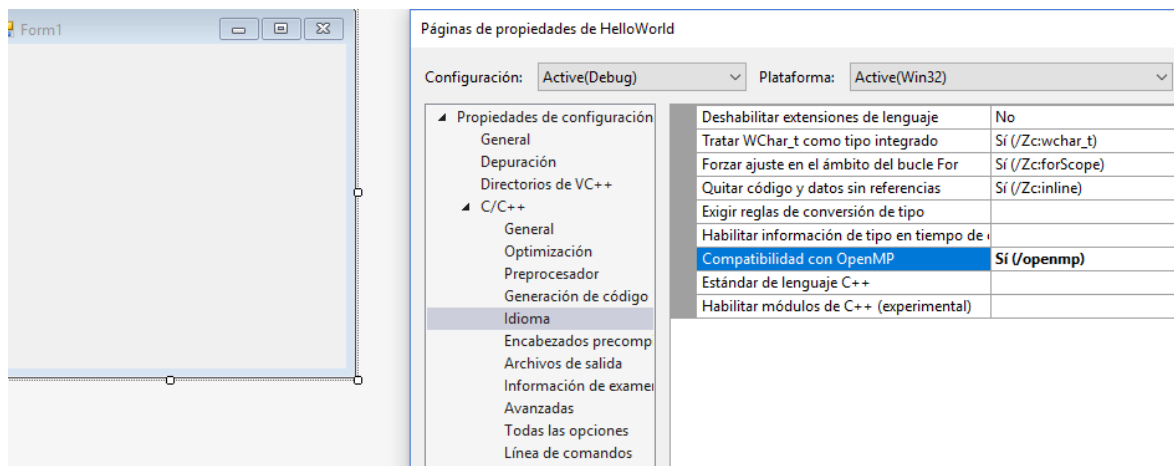 Form1
Páginas de propiedades de HelloWorld
Configuración: Active(Debug) Plataforma: Active(Win32)
Propiedades de configuración
General
Depuración
Directorios de VC++
C/C++
General
Optimización
Preprocesador
Generación de código
Idioma
Encabezados precomp
Archivos de salida
Información de examen
Avanzadas
Todas las opciones
Línea de comandos
Deshabilitar extensiones de lenguaje No
Tratar WChar_t como tipo integrado Sí (/Zc:wchar_t)
Forzar ajuste en el ámbito del bucle For Sí (/Zc:forScope)
Quitar código y datos sin referencias Sí (/Zc:inline)
Exigir reglas de conversión de tipo
Habilitar información de tipo en tiempo de
Compatibilidad con OpenMP Sí (/openmp)
Estándar de lenguaje C++
Habilitar módulos de C++ (experimental)